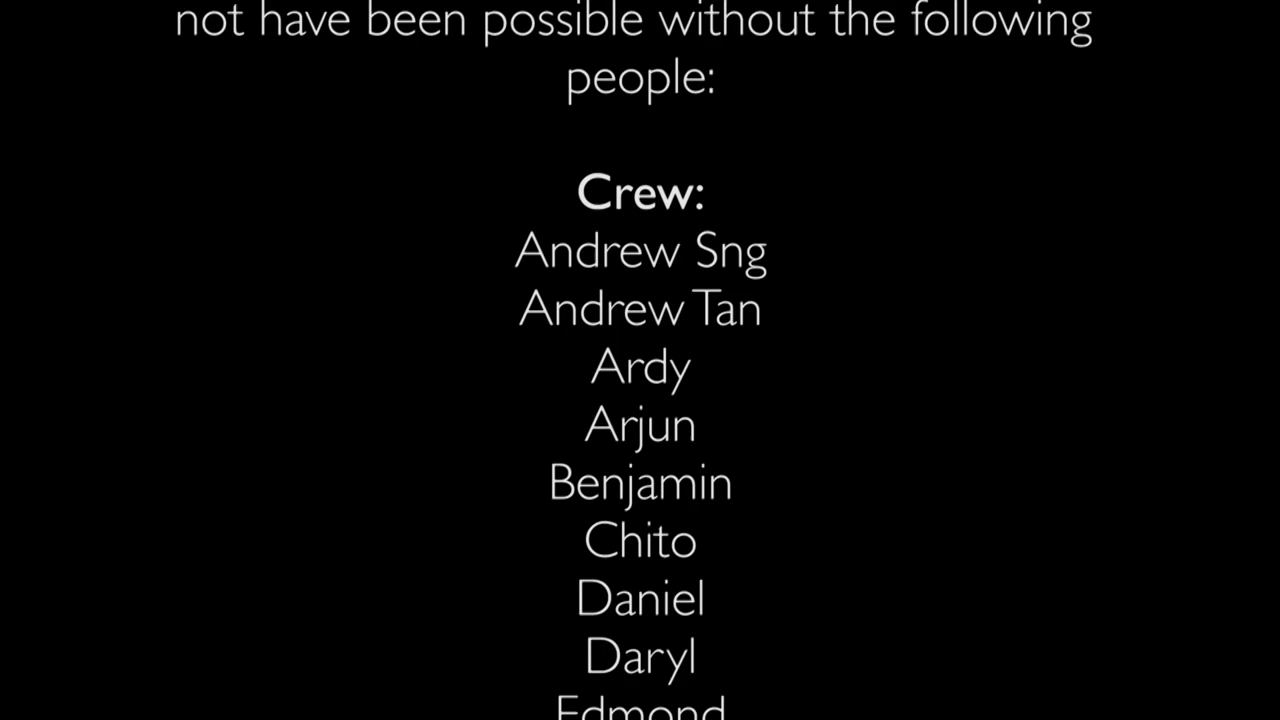 not have been possible without the following
people:
Crew:
Andrew Sng
Andrew Tan
Ardy
Arjun
Benjamin
Chito
Daniel
Daryl
Edmond